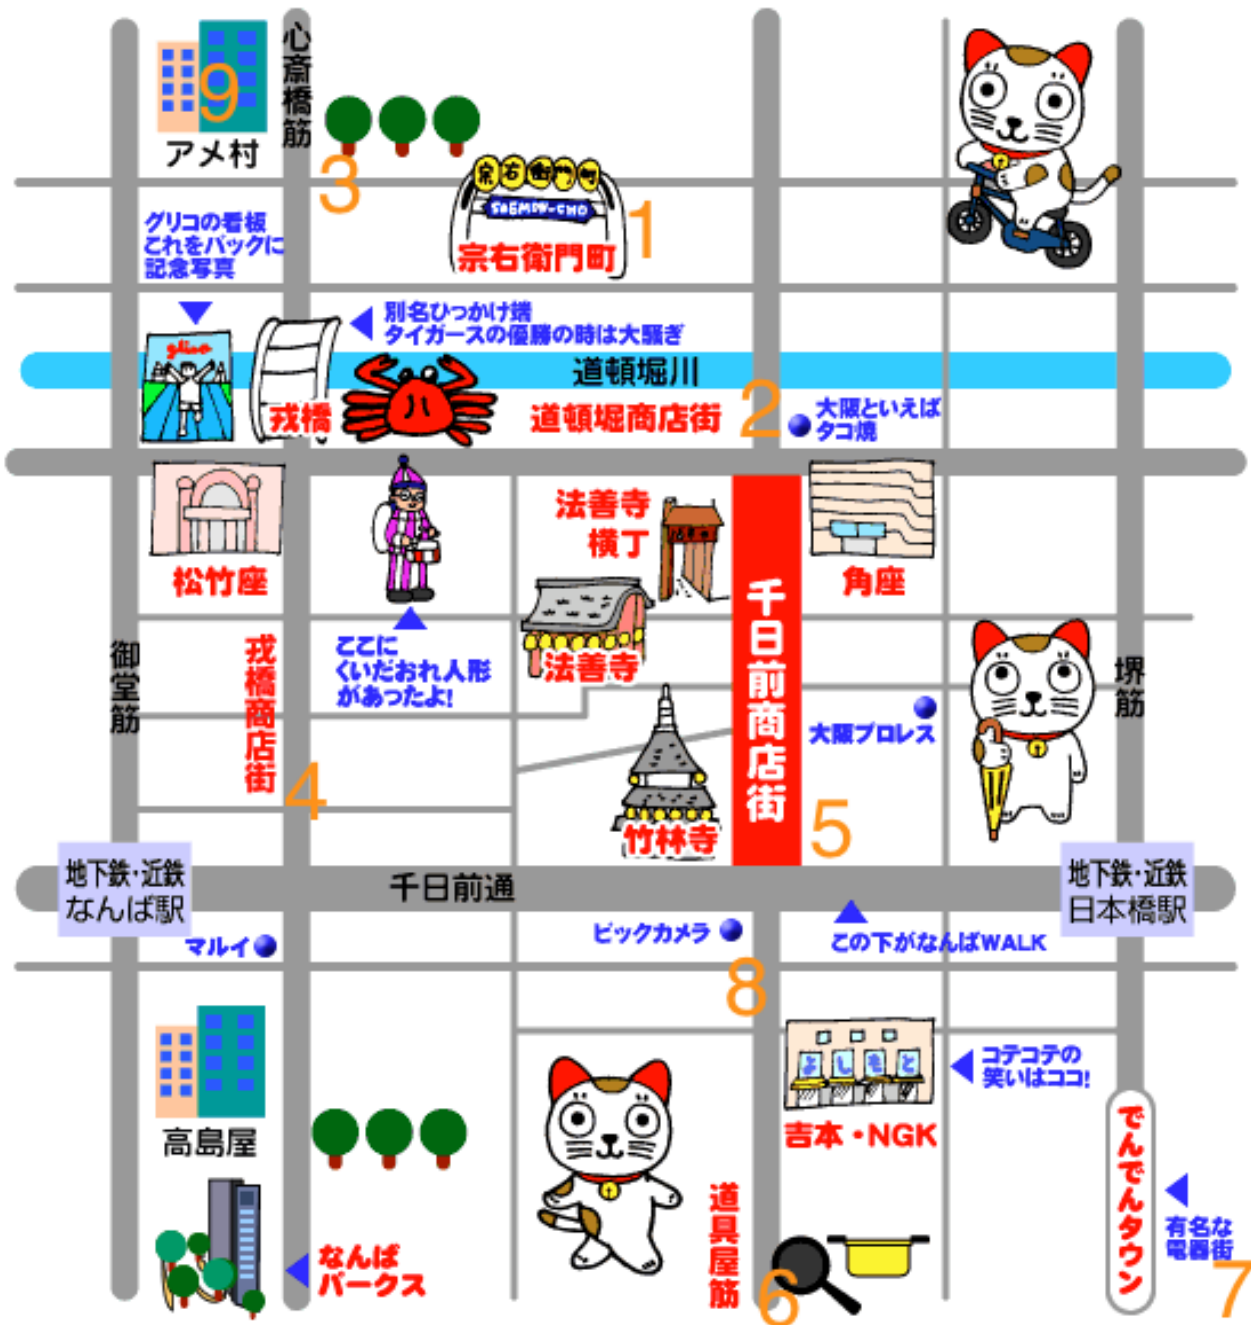 心斎橋筋
9
アメ村
3
宗右衛門町
SOEMON-CHO
宗右衛門町
1
グリコの看板
これをバックに
記念写真
別名ひっかけ端
タイガースの優勝の時は大騒ぎ
glico
道頓堀川
戎橋
道頓堀商店街
2
大阪といえば
タコ焼
法善寺
横丁
松竹座
角座
千日前商店街
法善寺
ここに
くいだおれ人形
があったよ!
御堂筋
戎橋商店街
堺筋
大阪プロレス
4
竹林寺
5
地下鉄・近鉄
なんば駅
千日前通
地下鉄・近鉄
日本橋駅
マルイ
ビックカメラ
この下がなんばWALK
8
よしもと
コテコテの
笑いはココ!
吉本・NGK
高島屋
でんでんタウン
道具屋筋
有名な
電器街
なんば
パークス
6
7